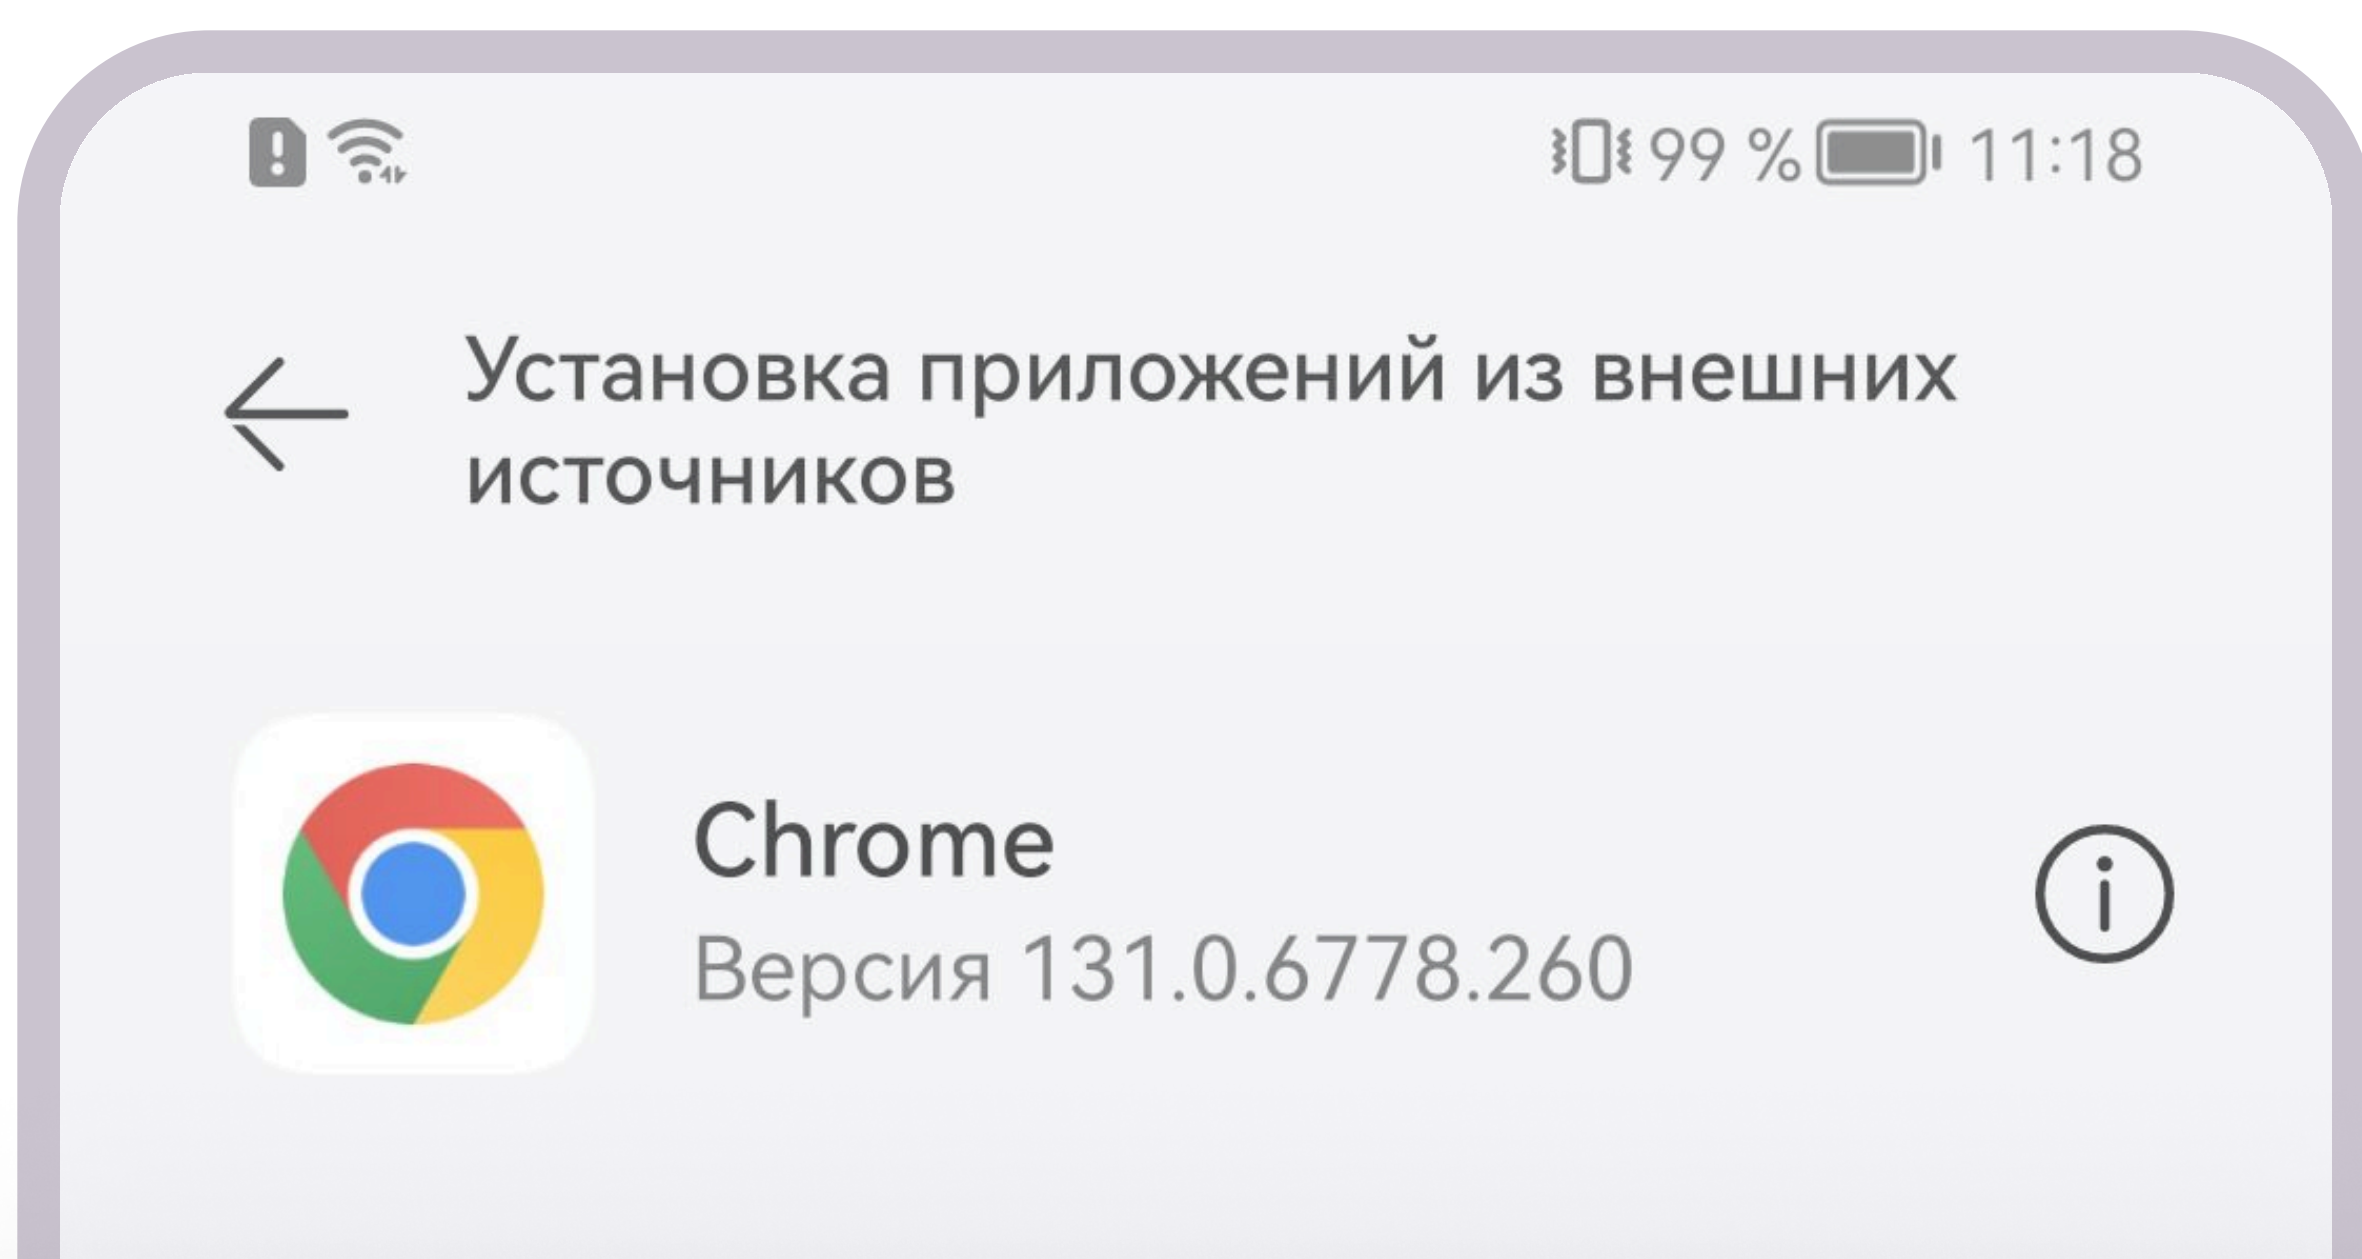 99 % 11:18
Установка приложений из внешних
источников
Chrome
Версия 131.0.6778.260